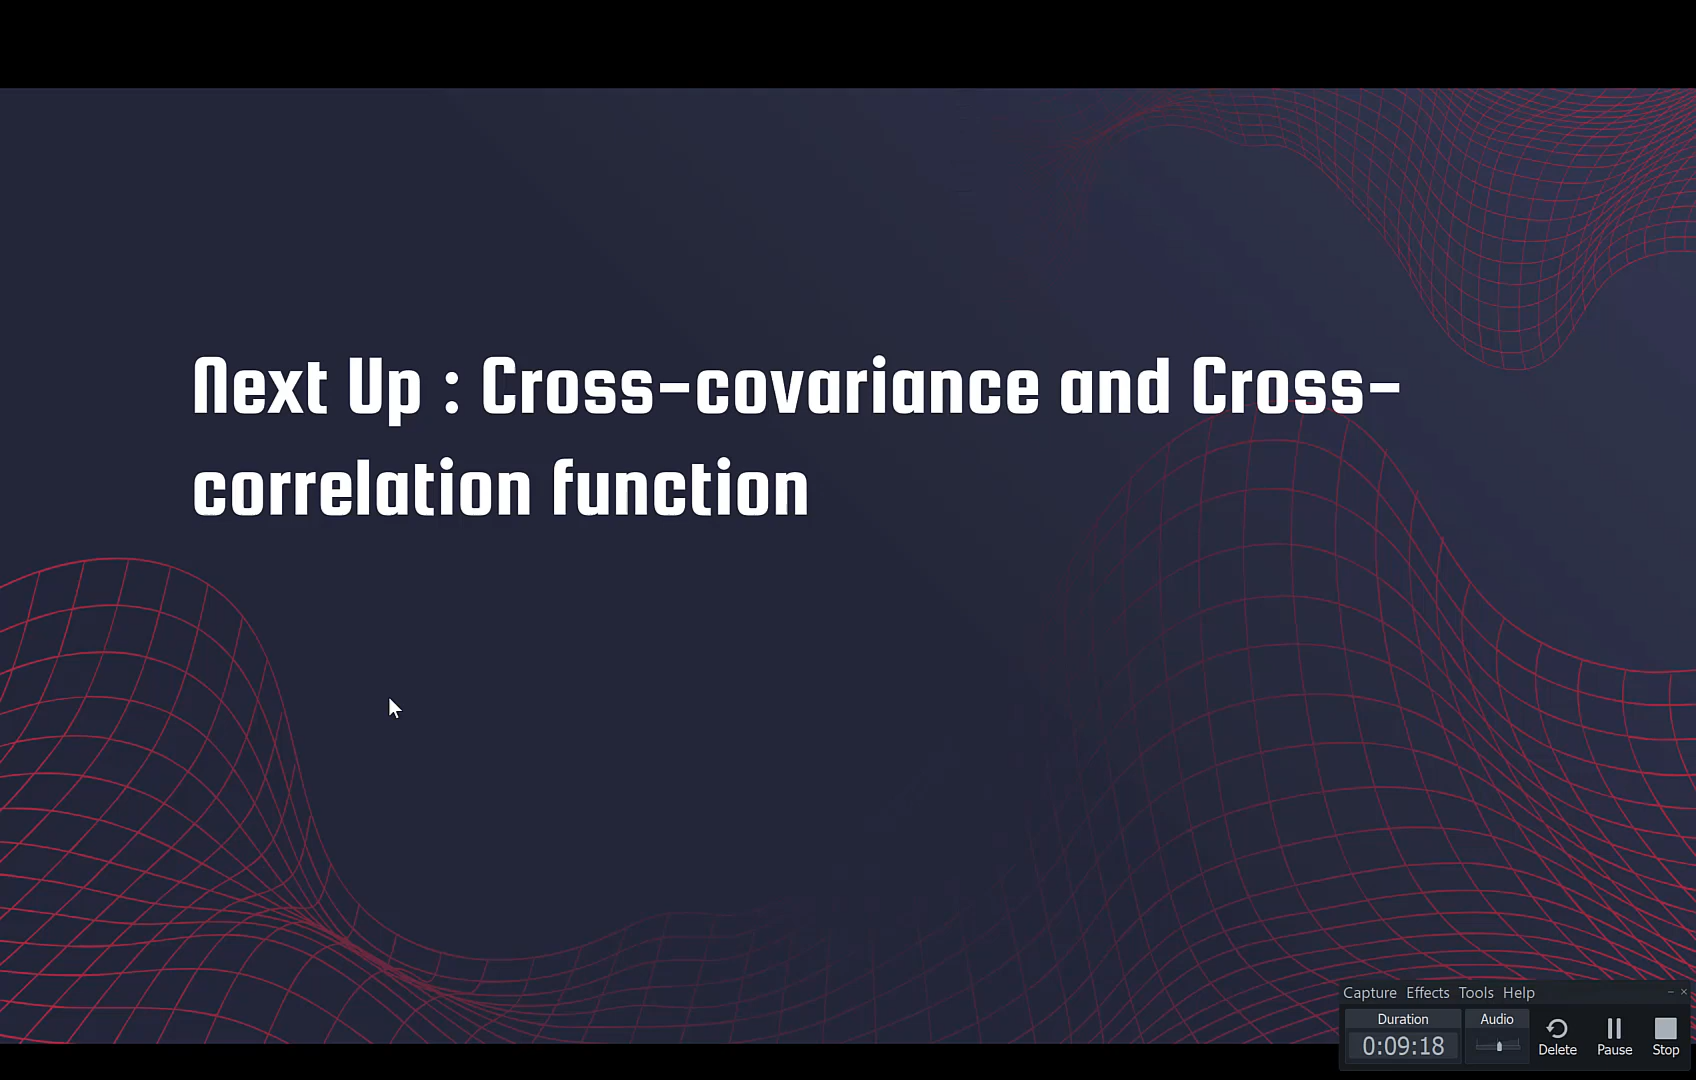 Next Up : Cross-covariance and Cross-
correlation function
Capture Effects Tools Help
Duration Audio
0:09:18
Delete Pause Stop